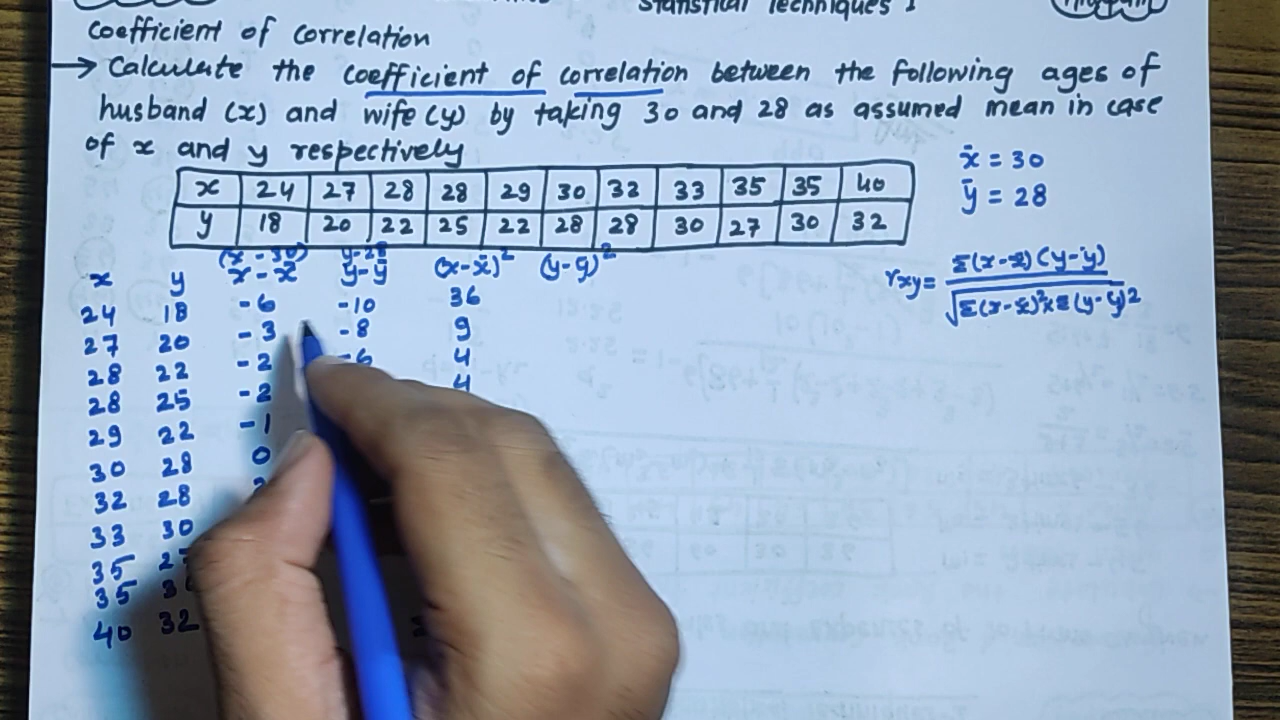 Statistical Techniques I
Coefficient of Correlation
→ Calculate the coefficient of correlation between the following ages of
husband (x) and wife (y) by taking 30 and 28 as assumed mean in case
of x and y respectively
x̄ = 30
ȳ = 28
x 24 27 28 28 29 30 32 33 35 35 40
y 18 20 22 25 22 28 28 30 27 30 32
(x - 30) y-28
x y x - x̄ y - ȳ (x-x̄)² (y-ȳ)²
rxy = Σ(x-x̄)(y-ȳ) / √Σ(x-x̄)² x Σ(y-ȳ)²
24 18 -6 -10 36
27 20 -3 -8 9
28 22 -2 -6 4
28 25 -2 4
29 22 -1
30 28 0
32 28
33 30
35
35
40 32